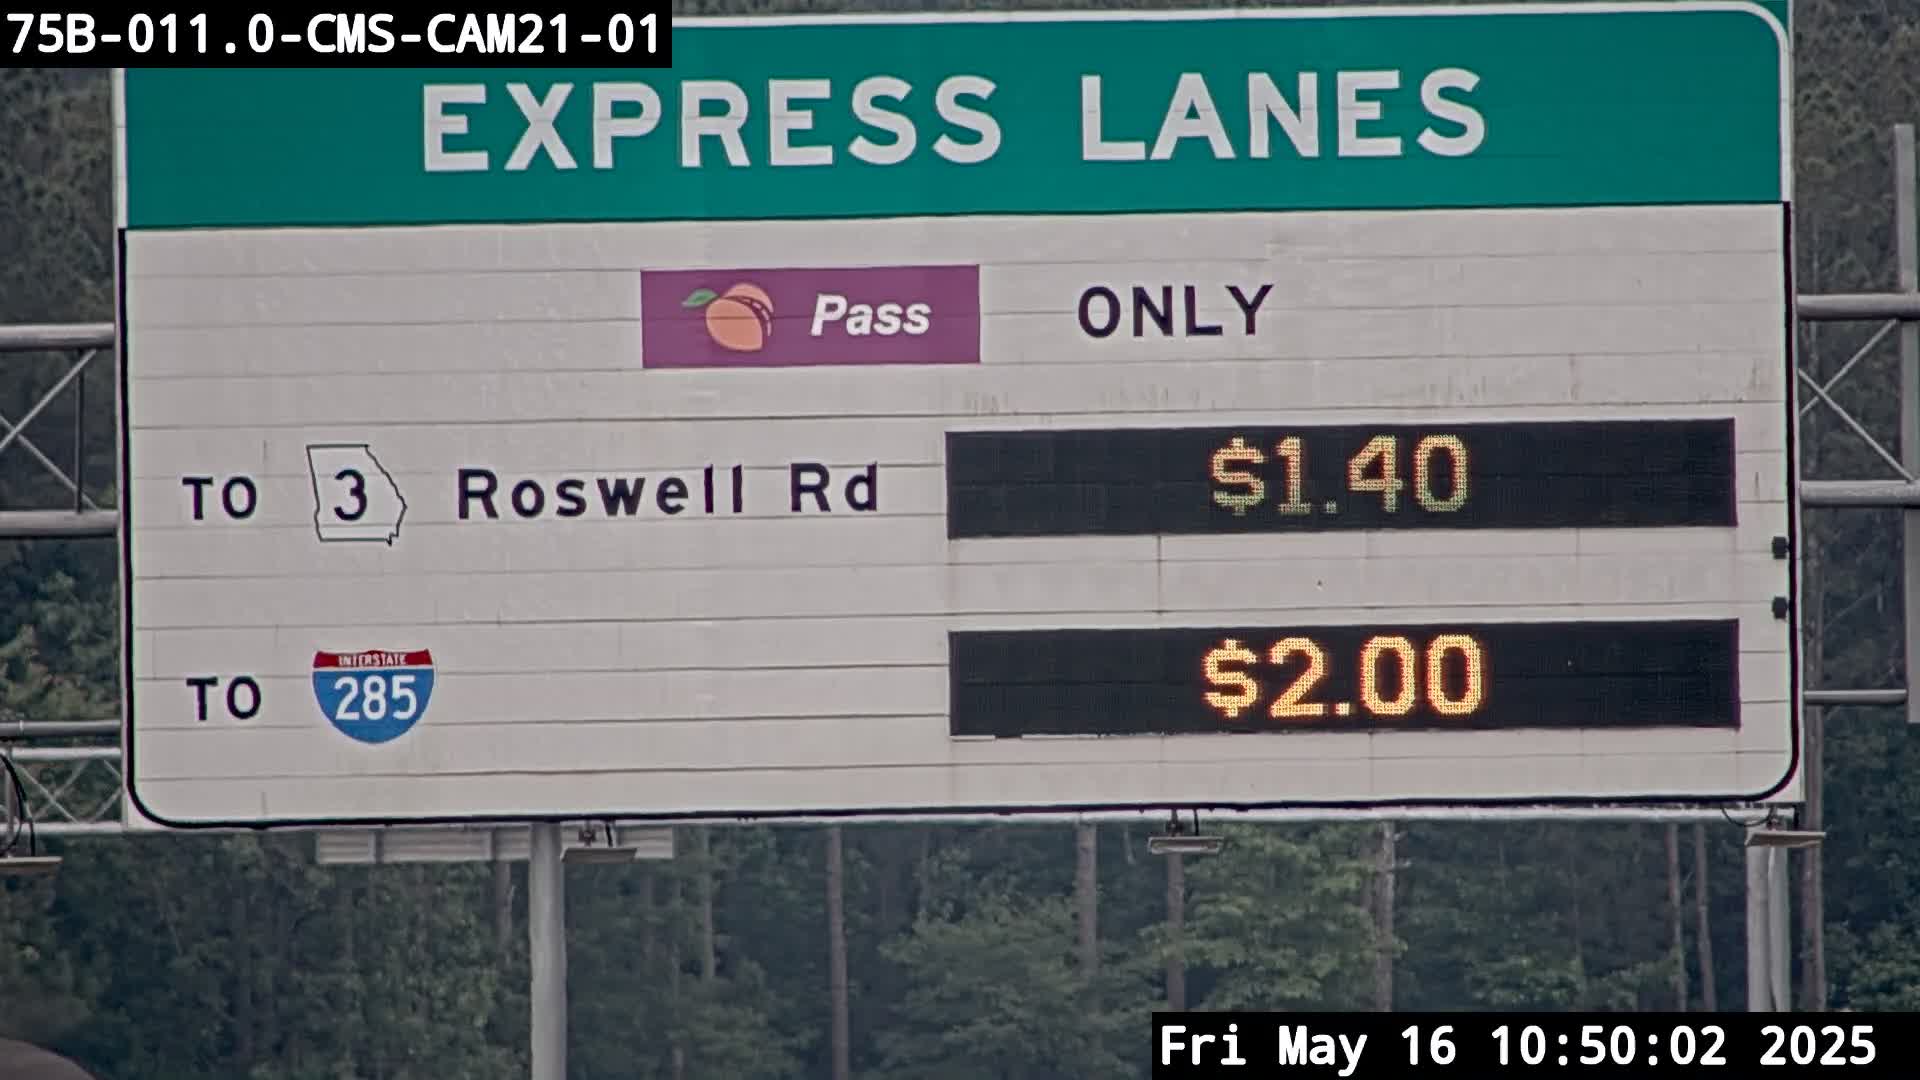 75B-011.0-CMS-CAM21-01
EXPRESS LANES
Pass ONLY
TO 3 Roswell Rd $1.40
INTERSTATE
TO 285 $2.00
Fri May 16 10:50:02 2025